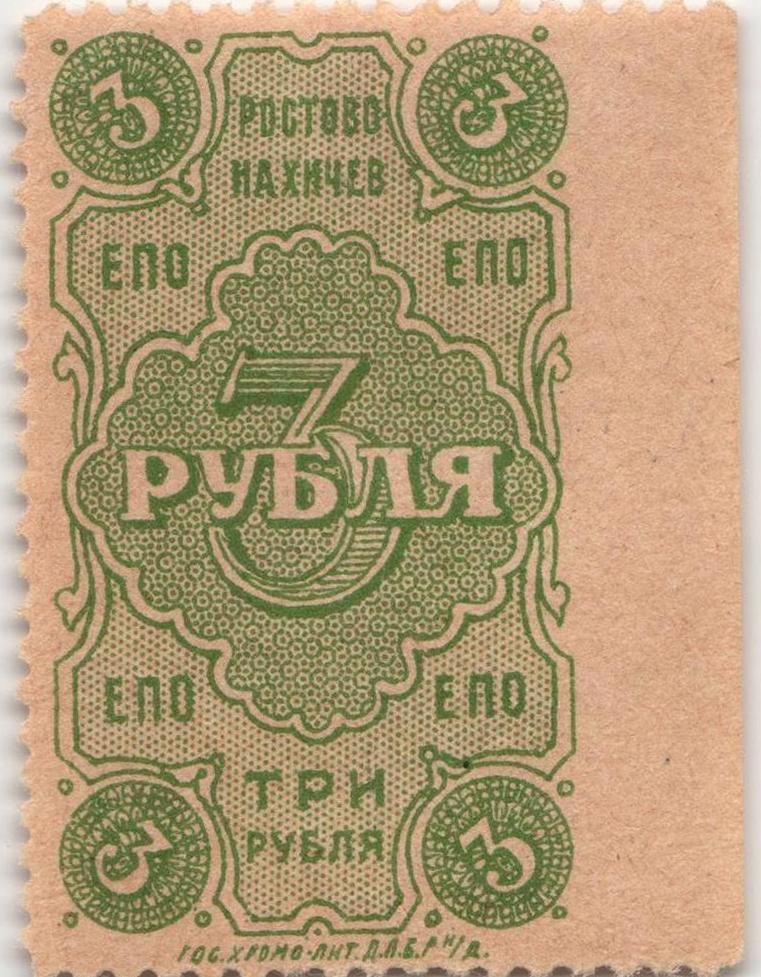 3 3
РОСТОВО
НАХИЧЕВ
ЕПО ЕПО
3
РУБЛЯ
ЕПО ЕПО
ТРИ
РУБЛЯ
3 3
ГОС.ХРОМО-ЛИТ.Д.П.Б.Р Н/Д.